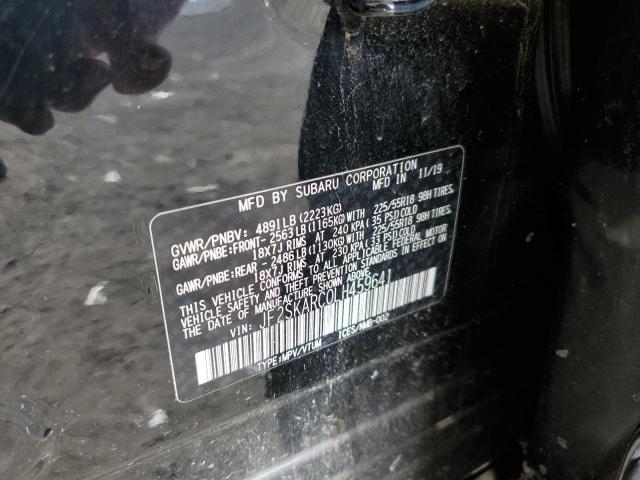 MFD BY SUBARU CORPORATION
MFD IN 11/19
GVWR/PNBV: 4891LB(2223KG)
GAWR/PNBE:FRONT-2563LB(1165KG)WITH 225/55R18 98H TIRES,
18X7J RIMS AT 240 KPA(35 PSI)COLD
GAWR/PNBE:REAR -2486LB(1130KG)WITH 225/55R18 98H TIRES,
18X7J RIMS AT 230 KPA(33 PSI)COLD
THIS VEHICLE CONFORMS TO ALL APPLICABLE FEDERAL MOTOR
VEHICLE SAFETY AND THEFT PREVENTION STANDARDS IN EFFECT
ON THE DATE OF MANUFACTURE SHOWN ABOVE.
VIN: JF2SKARC0LH459641
TYPE:MPV/VTUM ICES/NMB-002